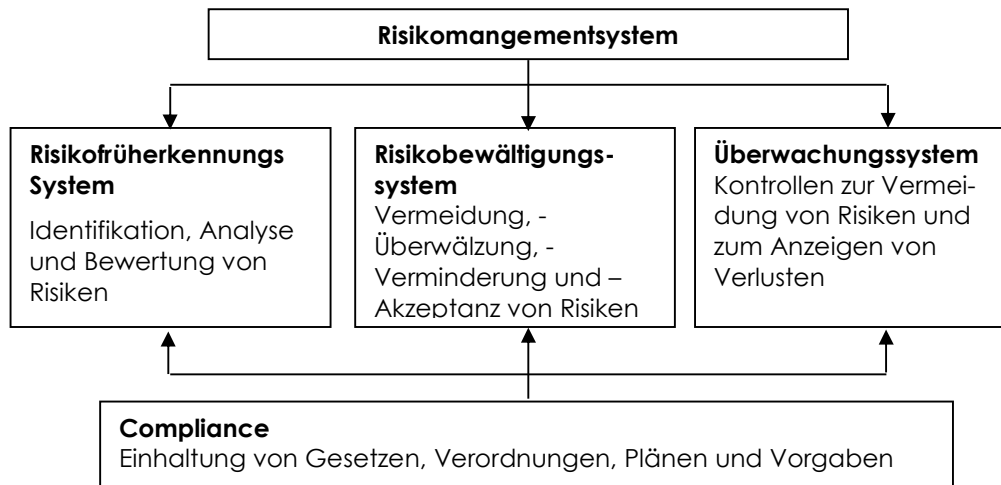 Risikomangementsystem
Risikofrüherkennungs
System
Identifikation, Analyse
und Bewertung von
Risiken
Risikobewältigungs-
system
Vermeidung, -
Überwälzung, -
Verminderung und –
Akzeptanz von Risiken
Überwachungssystem
Kontrollen zur Vermei-
dung von Risiken und
zum Anzeigen von
Verlusten
Compliance
Einhaltung von Gesetzen, Verordnungen, Plänen und Vorgaben